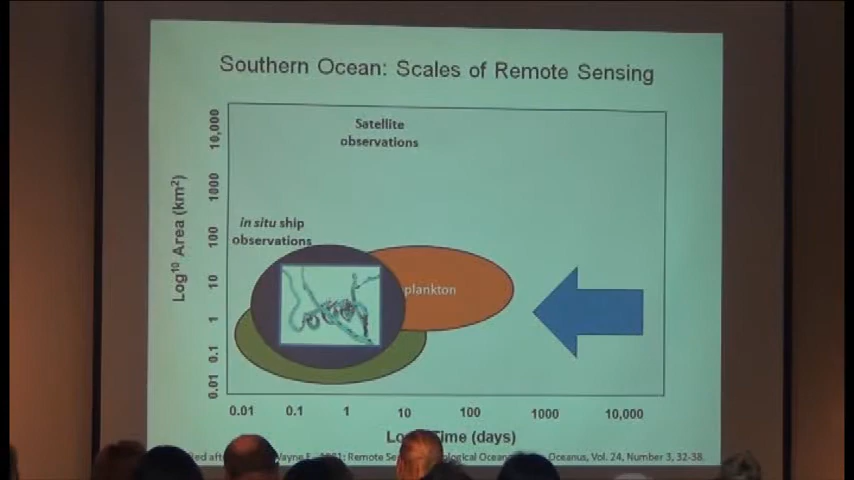 Southern Ocean: Scales of Remote Sensing
Satellite
observations
in situ ship
observations
plankton
Log10 Area (km2)
10,000
1000
100
10
1
0.1
0.01
0.01 0.1 1 10 100 1000 10,000
Time (days)
Wayne E. Remote Oceanus, Vol. 24, Number 3, 32-38.